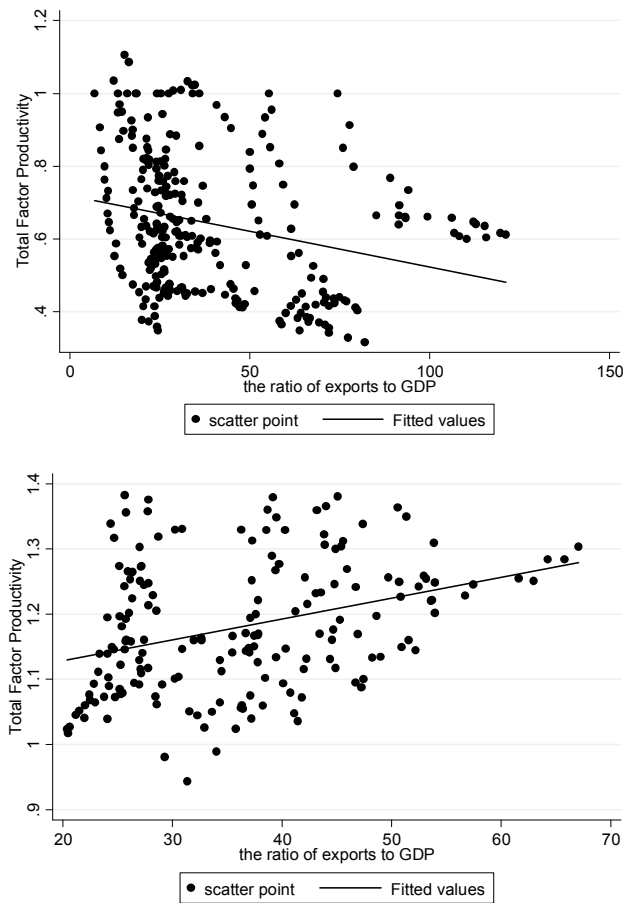 Total Factor Productivity
1.2
1
.8
.6
.4
0
50
100
150
the ratio of exports to GDP
scatter point
Fitted values
Total Factor Productivity
1.4
1.3
1.2
1.1
1
.9
20
30
40
50
60
70
the ratio of exports to GDP
scatter point
Fitted values